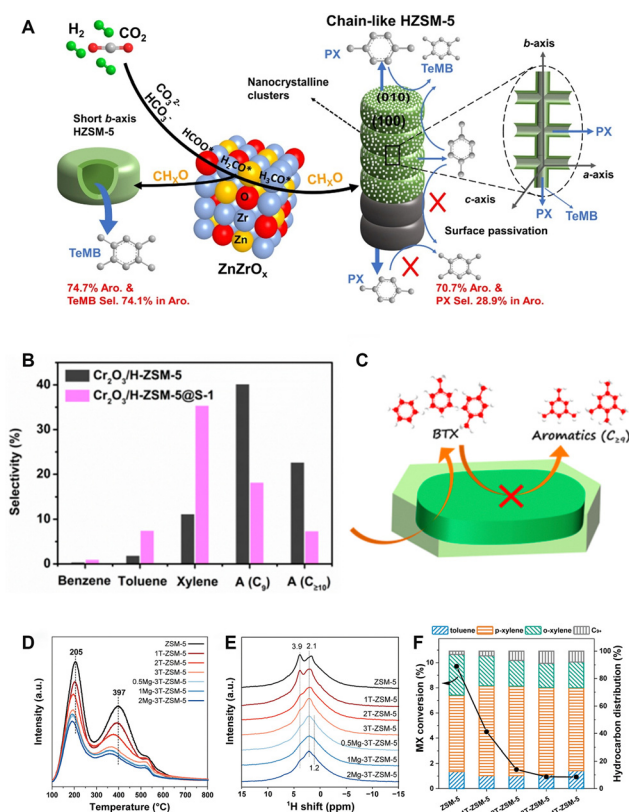 A
H₂
CO₂
CO₃²⁻
HCO₃⁻
HCOO*
H₂CO*
H₃CO*
Short b-axis
HZSM-5
CHₓO
CHₓO
O
Zr
Zn
ZnZrOₓ
TeMB
74.7% Aro. &
TeMB Sel. 74.1% in Aro.
Chain-like HZSM-5
PX
TeMB
Nanocrystalline
clusters
(010)
(100)
Surface passivation
PX
70.7% Aro. &
PX Sel. 28.9% in Aro.
b-axis
PX
a-axis
c-axis
PX
TeMB
B
Cr₂O₃/H-ZSM-5
Cr₂O₃/H-ZSM-5@S-1
Selectivity (%)
40
30
20
10
0
Benzene Toluene Xylene A (C₉) A (C≥₁₀)
C
BTX
Aromatics (C≥₉)
D
205
397
ZSM-5
1T-ZSM-5
2T-ZSM-5
3T-ZSM-5
0.5Mg-3T-ZSM-5
1Mg-3T-ZSM-5
2Mg-3T-ZSM-5
Intensity (a.u.)
100 200 300 400 500 600 700 800
Temperature (°C)
E
3.9 2.1
ZSM-5
1T-ZSM-5
2T-ZSM-5
3T-ZSM-5
0.5Mg-3T-ZSM-5
1Mg-3T-ZSM-5
2Mg-3T-ZSM-5
1.2
Intensity (a.u.)
15 10 5 0 -5 -10 -15
¹H shift (ppm)
F
toluene p-xylene o-xylene C₉₊
MX conversion (%)
10
8
6
4
2
0
Hydrocarbon distribution (%)
100
80
60
40
20
0
ZSM-5